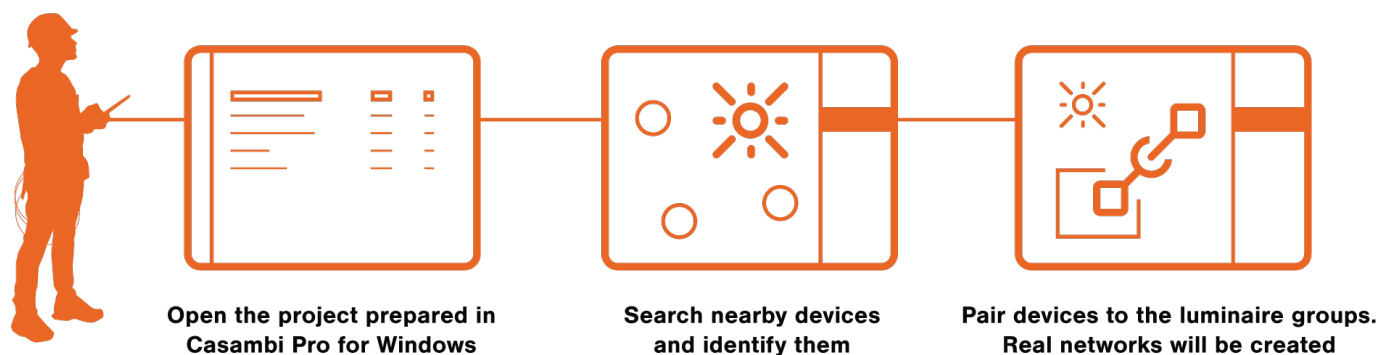 Open the project prepared in
Casambi Pro for Windows
Search nearby devices
and identify them
Pair devices to the luminaire groups.
Real networks will be created